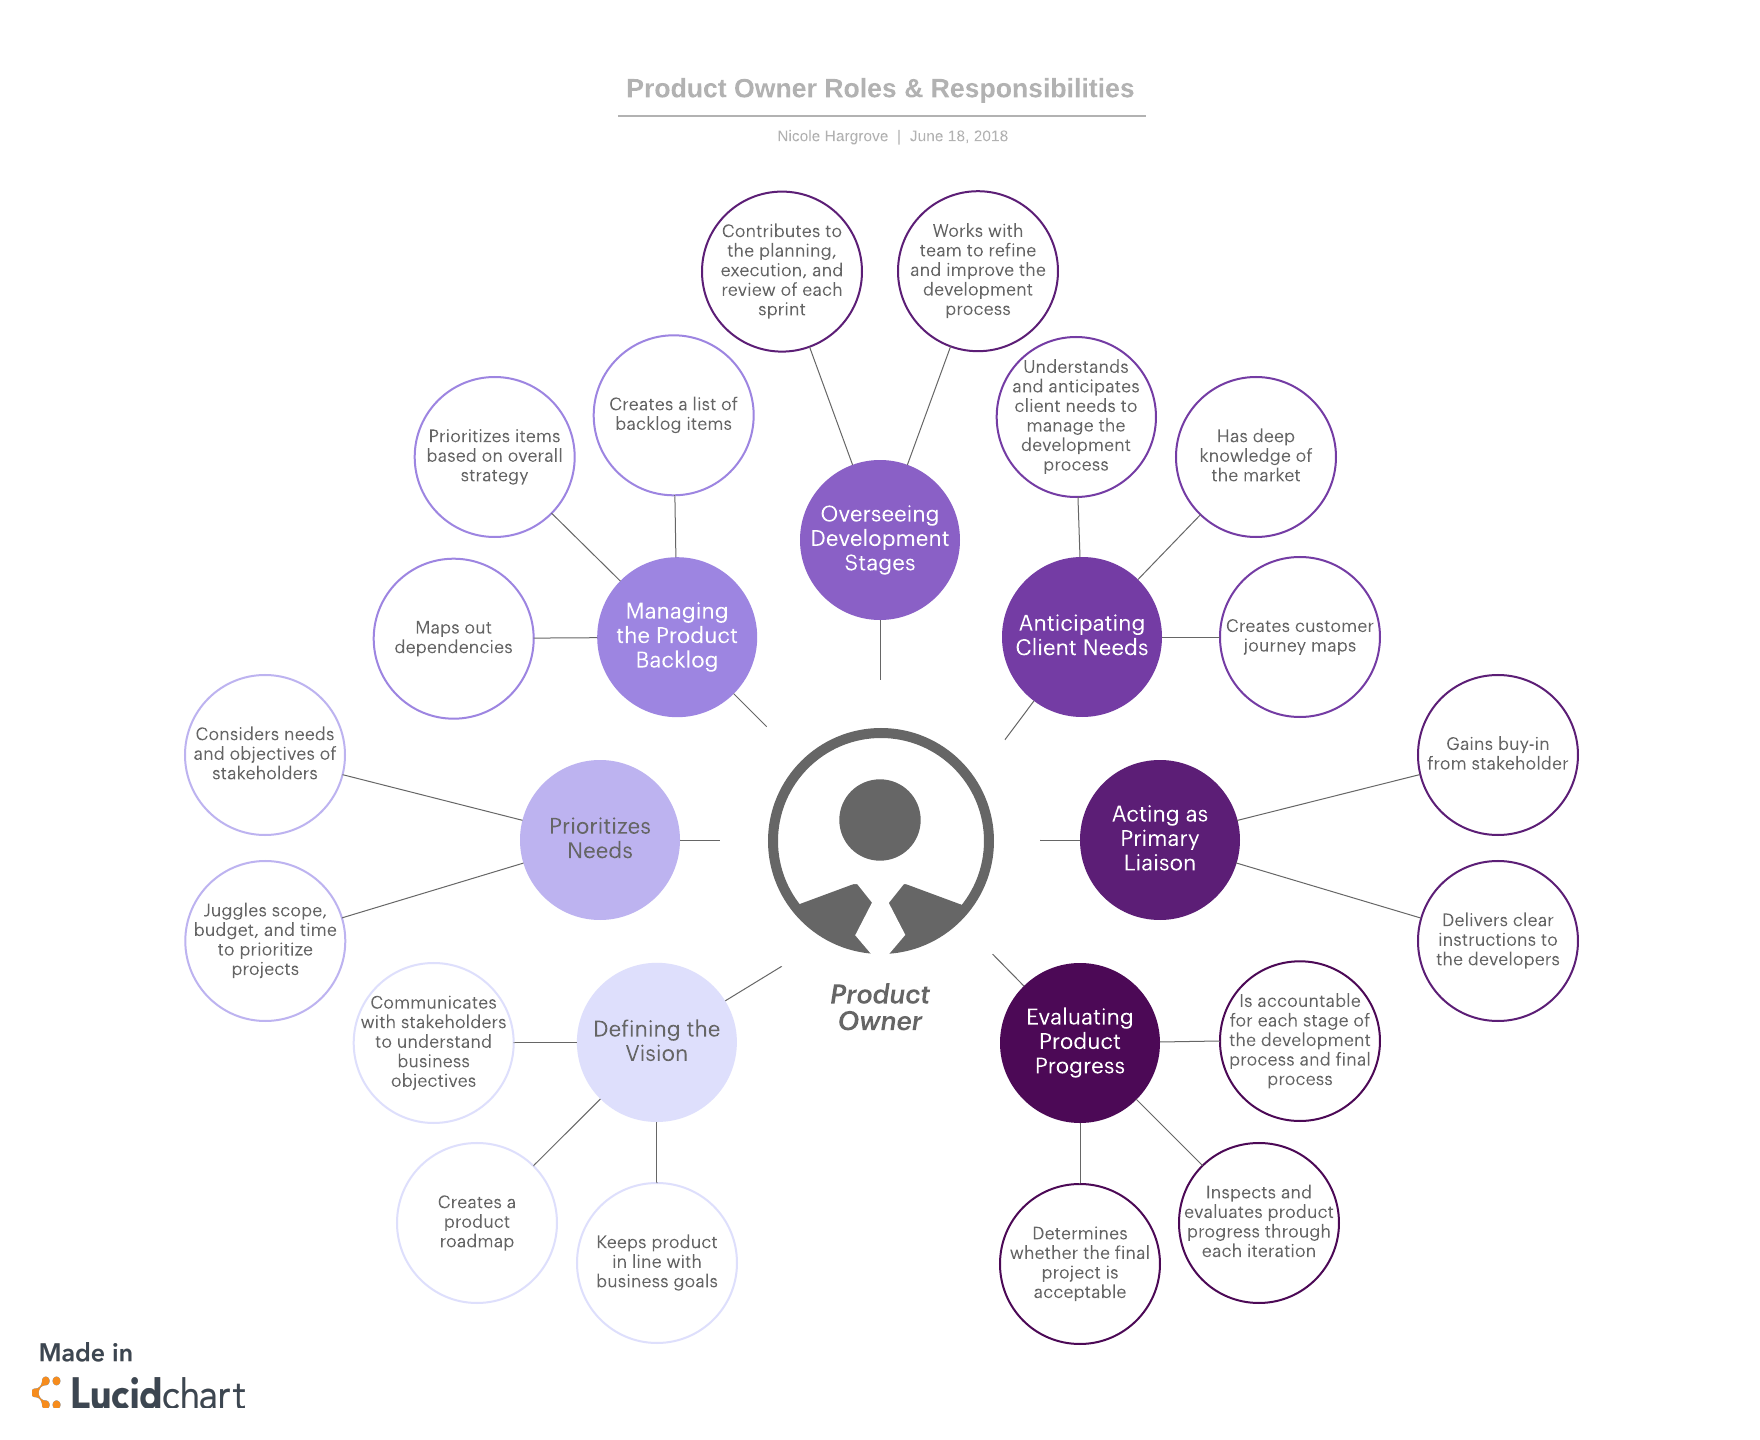 Product Owner Roles & Responsibilities
Nicole Hargrove | June 18, 2018
Contributes to
the planning,
execution, and
review of each
sprint
Works with
team to refine
and improve the
development
process
Overseeing
Development
Stages
Creates a list of
backlog items
Prioritizes items
based on overall
strategy
Maps out
dependencies
Managing
the Product
Backlog
Understands
and anticipates
client needs to
manage the
development
process
Has deep
knowledge of
the market
Creates customer
journey maps
Anticipating
Client Needs
Considers needs
and objectives of
stakeholders
Juggles scope,
budget, and time
to prioritize
projects
Prioritizes
Needs
Acting as
Primary
Liaison
Gains buy-in
from stakeholder
Delivers clear
instructions to
the developers
Product
Owner
Communicates
with stakeholders
to understand
business
objectives
Defining the
Vision
Creates a
product
roadmap
Keeps product
in line with
business goals
Evaluating
Product
Progress
Is accountable
for each stage of
the development
process and final
process
Inspects and
evaluates product
progress through
each iteration
Determines
whether the final
project is
acceptable
Made in
Lucidchart